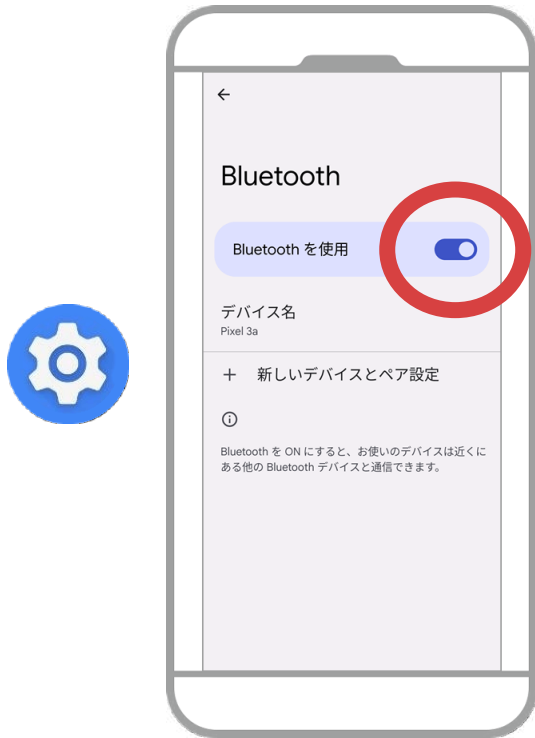 Bluetooth
Bluetooth を使用
デバイス名
Pixel 3a
新しいデバイスとペア設定
Bluetooth を ON にすると、お使いのデバイスは近くに
ある他の Bluetooth デバイスと通信できます。